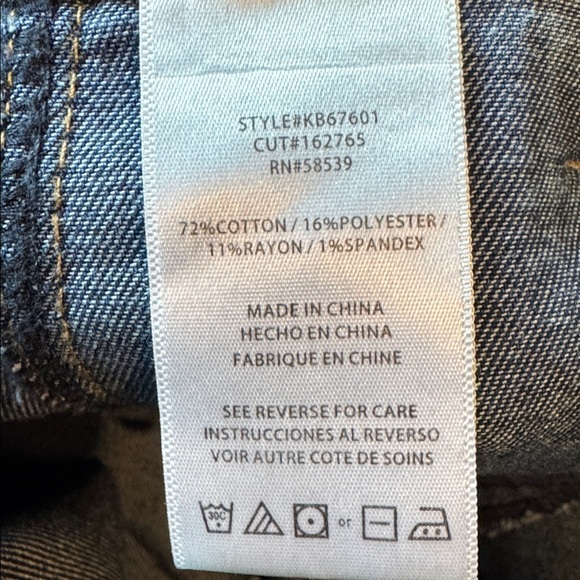 STYLE#KB67601
CUT#162765
RN#58539
72%COTTON / 16%POLYESTER /
11%RAYON / 1%SPANDEX
MADE IN CHINA
HECHO EN CHINA
FABRIQUE EN CHINE
SEE REVERSE FOR CARE
INSTRUCCIONES AL REVERSO
VOIR AUTRE COTE DE SOINS
30C or